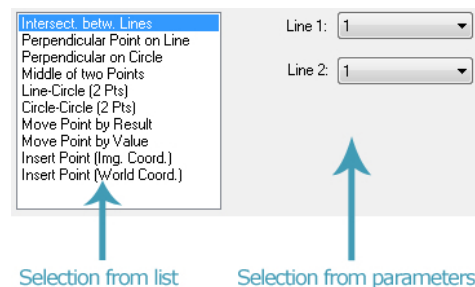 Intersect. betw. Lines
Perpendicular Point on Line
Perpendicular on Circle
Middle of two Points
Line-Circle (2 Pts)
Circle-Circle (2 Pts)
Move Point by Result
Move Point by Value
Insert Point (Img. Coord.)
Insert Point (World Coord.)
Line 1: 1
Line 2: 1
Selection from list
Selection from parameters